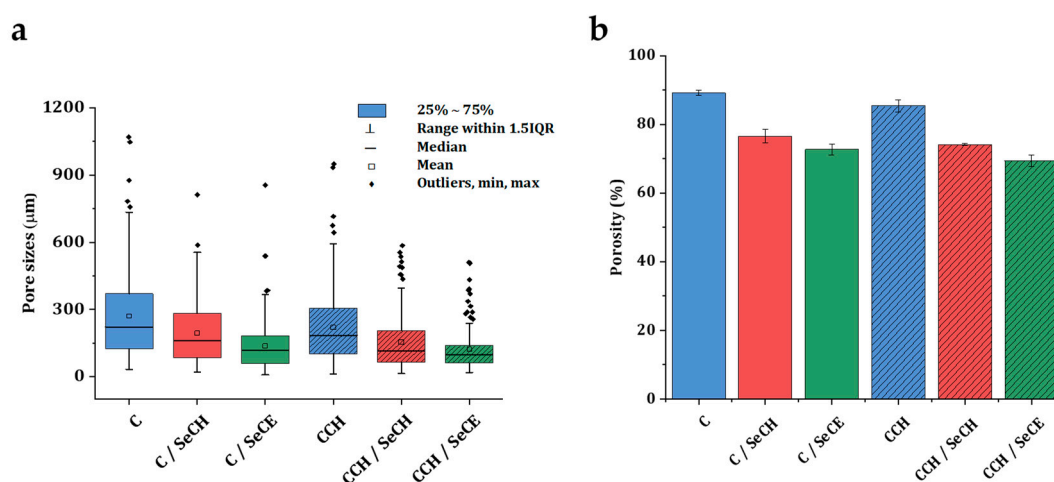 a
Pore sizes (μm)
1200
900
600
300
0
25% ~ 75%
Range within 1.5IQR
Median
Mean
Outliers, min, max
C
C / SeCH
C / SeCE
CCH
CCH / SeCH
CCH / SeCE
b
Porosity (%)
100
80
60
40
20
0
C
C / SeCH
C / SeCE
CCH
CCH / SeCH
CCH / SeCE